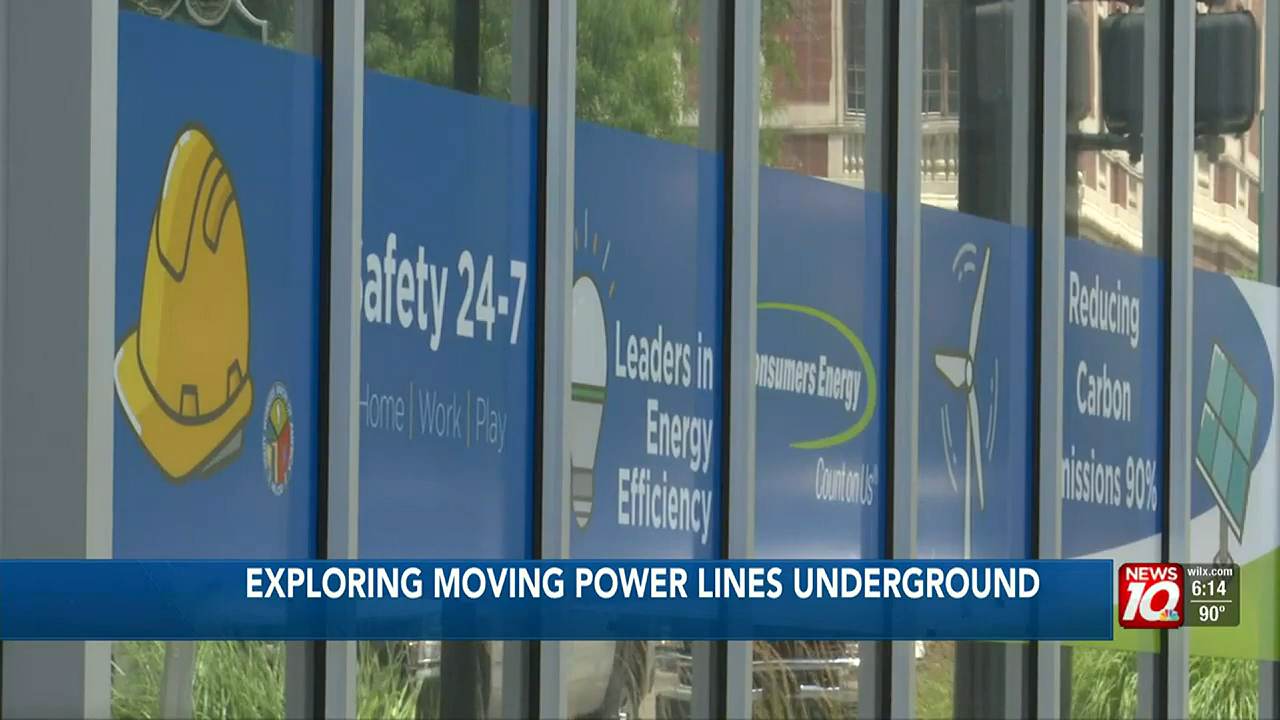 afety 24-7
Home | Work | Play
Leaders in
Energy
Efficiency
onsumers Energy
Count on Us®
Reducing
Carbon
missions 90%
EXPLORING MOVING POWER LINES UNDERGROUND
NEWS
10
wilx.com
6:14
90°